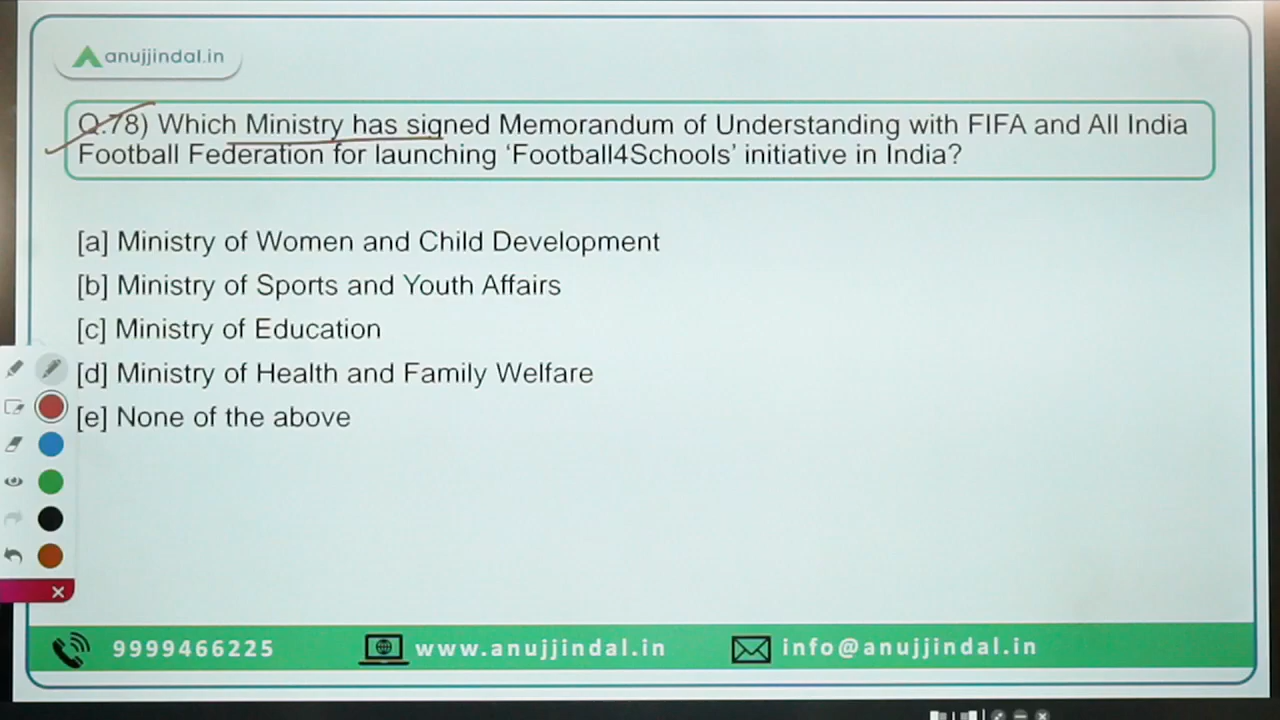 anujjindal.in
Q.78) Which Ministry has signed Memorandum of Understanding with FIFA and All India
Football Federation for launching ‘Football4Schools’ initiative in India?
[a] Ministry of Women and Child Development
[b] Ministry of Sports and Youth Affairs
[c] Ministry of Education
[d] Ministry of Health and Family Welfare
[e] None of the above
9999466225 www.anujjindal.in info@anujjindal.in